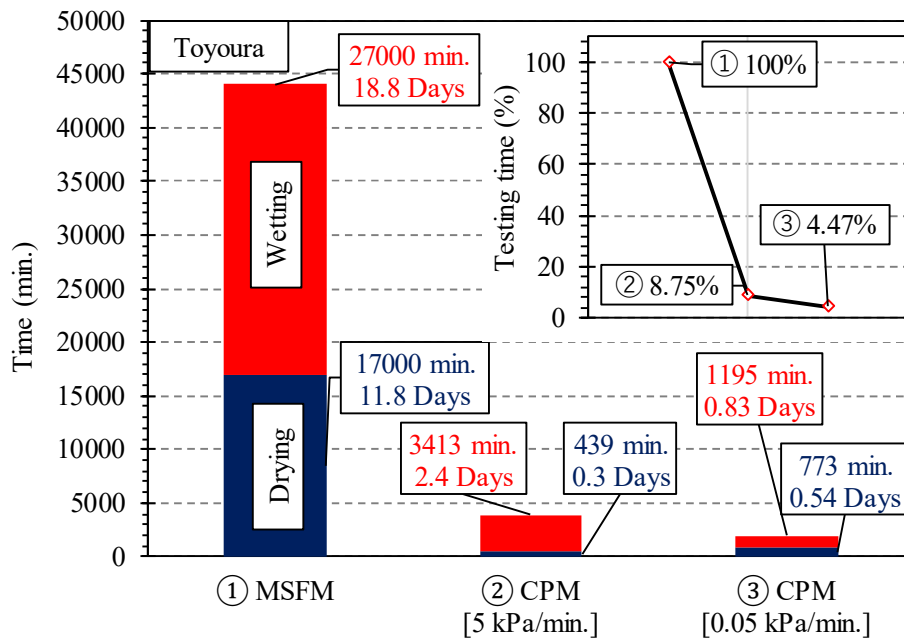 Toyoura
Time (min.)
50000
45000
40000
35000
30000
25000
20000
15000
10000
5000
0
27000 min.
18.8 Days
Wetting
17000 min.
11.8 Days
Drying
3413 min.
2.4 Days
439 min.
0.3 Days
1195 min.
0.83 Days
773 min.
0.54 Days
① MSFM
② CPM
[5 kPa/min.]
③ CPM
[0.05 kPa/min.]
Testing time (%)
100
80
60
40
20
0
① 100%
② 8.75%
③ 4.47%